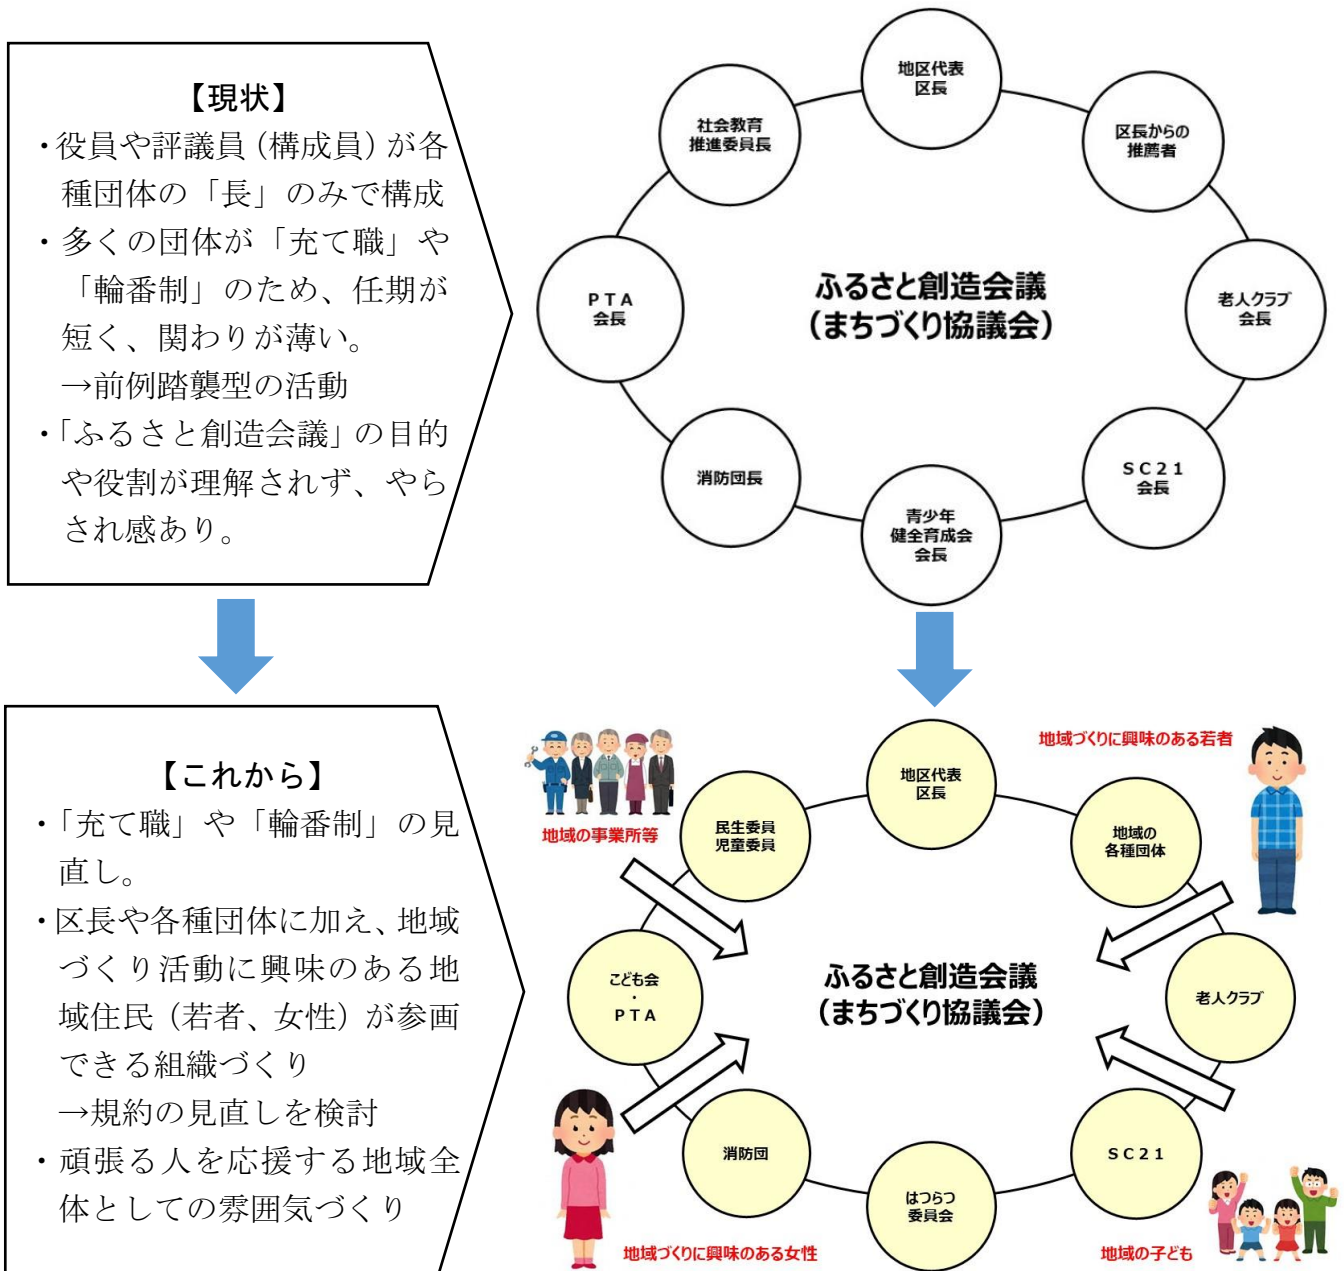 【現状】
・役員や評議員（構成員）が各
種団体の「長」のみで構成
・多くの団体が「充て職」や
「輪番制」のため、任期が
短く、関わりが薄い。
→前例踏襲型の活動
・「ふるさと創造会議」の目的
や役割が理解されず、やら
され感あり。
地区代表
区長
社会教育
推進委員長
区長からの
推薦者
PTA
会長
ふるさと創造会議
（まちづくり協議会）
老人クラブ
会長
消防団長
青少年
健全育成会
会長
SC21
会長
【これから】
・「充て職」や「輪番制」の見
直し。
・区長や各種団体に加え、地域
づくり活動に興味のある地
域住民（若者、女性）が参画
できる組織づくり
→規約の見直しを検討
・頑張る人を応援する地域全
体としての雰囲気づくり
地域の事業所等
地区代表
区長
地域づくりに興味のある若者
民生委員
児童委員
地域の
各種団体
こども会
・
PTA
ふるさと創造会議
（まちづくり協議会）
老人クラブ
消防団
はつらつ
委員会
SC21
地域づくりに興味のある女性
地域の子ども